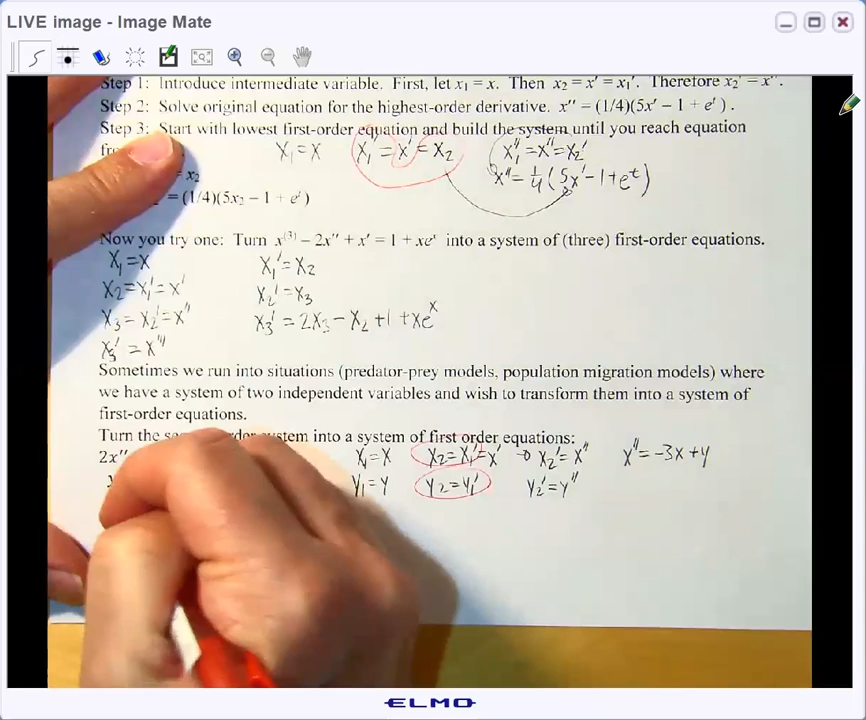 LIVE image - Image Mate
Step 1: Introduce intermediate variable. First, let x₁ = x. Then x₂ = x' = x₁'. Therefore x₂' = x".
Step 2: Solve original equation for the highest-order derivative. x" = (1/4)(5x' – 1 + eᵗ) .
Step 3: Start with lowest first-order equation and build the system until you reach equation
x₁ = x x₁' = x' = x₂ x₁" = x" = x₂'
= x₂ x" = ¼(5x' – 1 + eᵗ)
= (1/4)(5x₂ – 1 + eᵗ)
Now you try one: Turn x⁽³⁾ – 2x" + x' = 1 + xeˣ into a system of (three) first-order equations.
x₁ = x x₁' = x₂
x₂ = x₁' = x' x₂' = x₃
x₃ = x₂' = x" x₃' = 2x₃ – x₂ + 1 + xeˣ
x₃' = x'''
Sometimes we run into situations (predator-prey models, population migration models) where
we have a system of two independent variables and wish to transform them into a system of
first-order equations.
Turn the system into a system of first order equations:
2x" x₁ = x x₂ = x₁' = x' → x₂' = x" x" = -3x + y
y₁ = y y₂ = y₁' y₂' = y"
ELMO